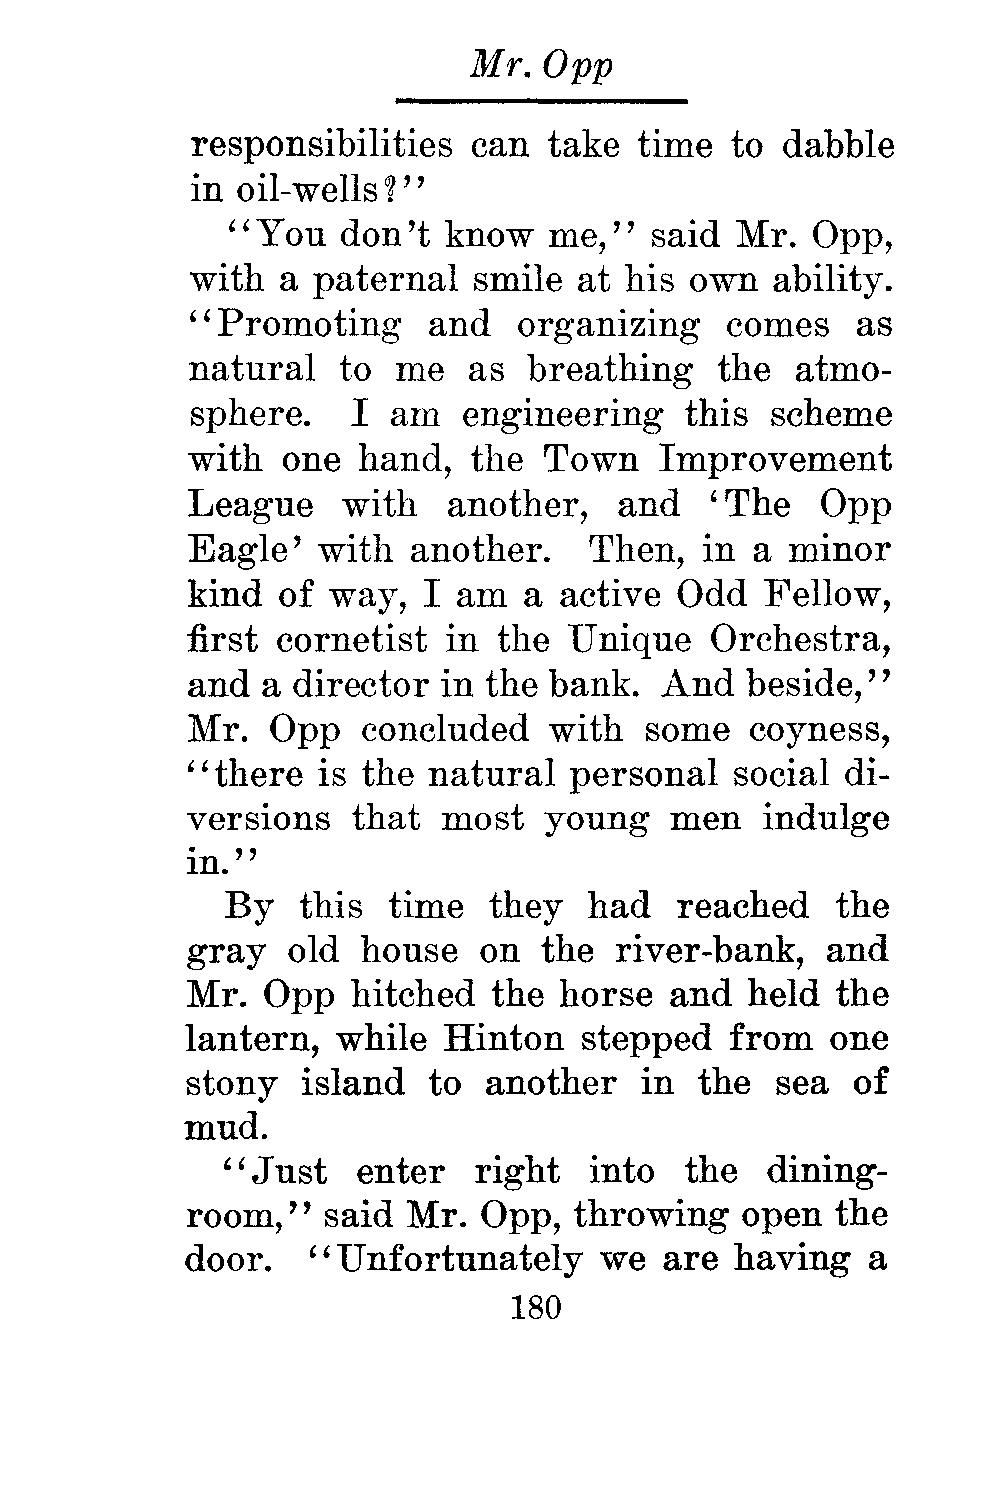 Mr. Opp
responsibilities can take time to dabble
in oil-wells?"
"You don't know me," said Mr. Opp,
with a paternal smile at his own ability.
"Promoting and organizing comes as
natural to me as breathing the atmo-
sphere. I am engineering this scheme
with one hand, the Town Improvement
League with another, and 'The Opp
Eagle' with another. Then, in a minor
kind of way, I am a active Odd Fellow,
first cornetist in the Unique Orchestra,
and a director in the bank. And beside,"
Mr. Opp concluded with some coyness,
"there is the natural personal social di-
versions that most young men indulge
in."
By this time they had reached the
gray old house on the river-bank, and
Mr. Opp hitched the horse and held the
lantern, while Hinton stepped from one
stony island to another in the sea of
mud.
"Just enter right into the dining-
room," said Mr. Opp, throwing open the
door. "Unfortunately we are having a
180